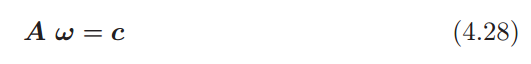 A ω = c (4.28)